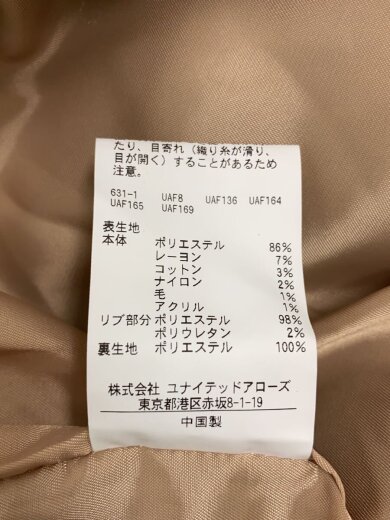 たり、目寄れ（織り糸が滑り、
目が開く）することがあるため
注意。
631-1 UAF8 UAF136 UAF164
UAF165 UAF169
表生地
本体 ポリエステル 86%
レーヨン 7%
コットン 3%
ナイロン 2%
毛 1%
アクリル 1%
リブ部分 ポリエステル 98%
ポリウレタン 2%
裏生地 ポリエステル 100%
株式会社 ユナイテッドアローズ
東京都港区赤坂8-1-19
中国製